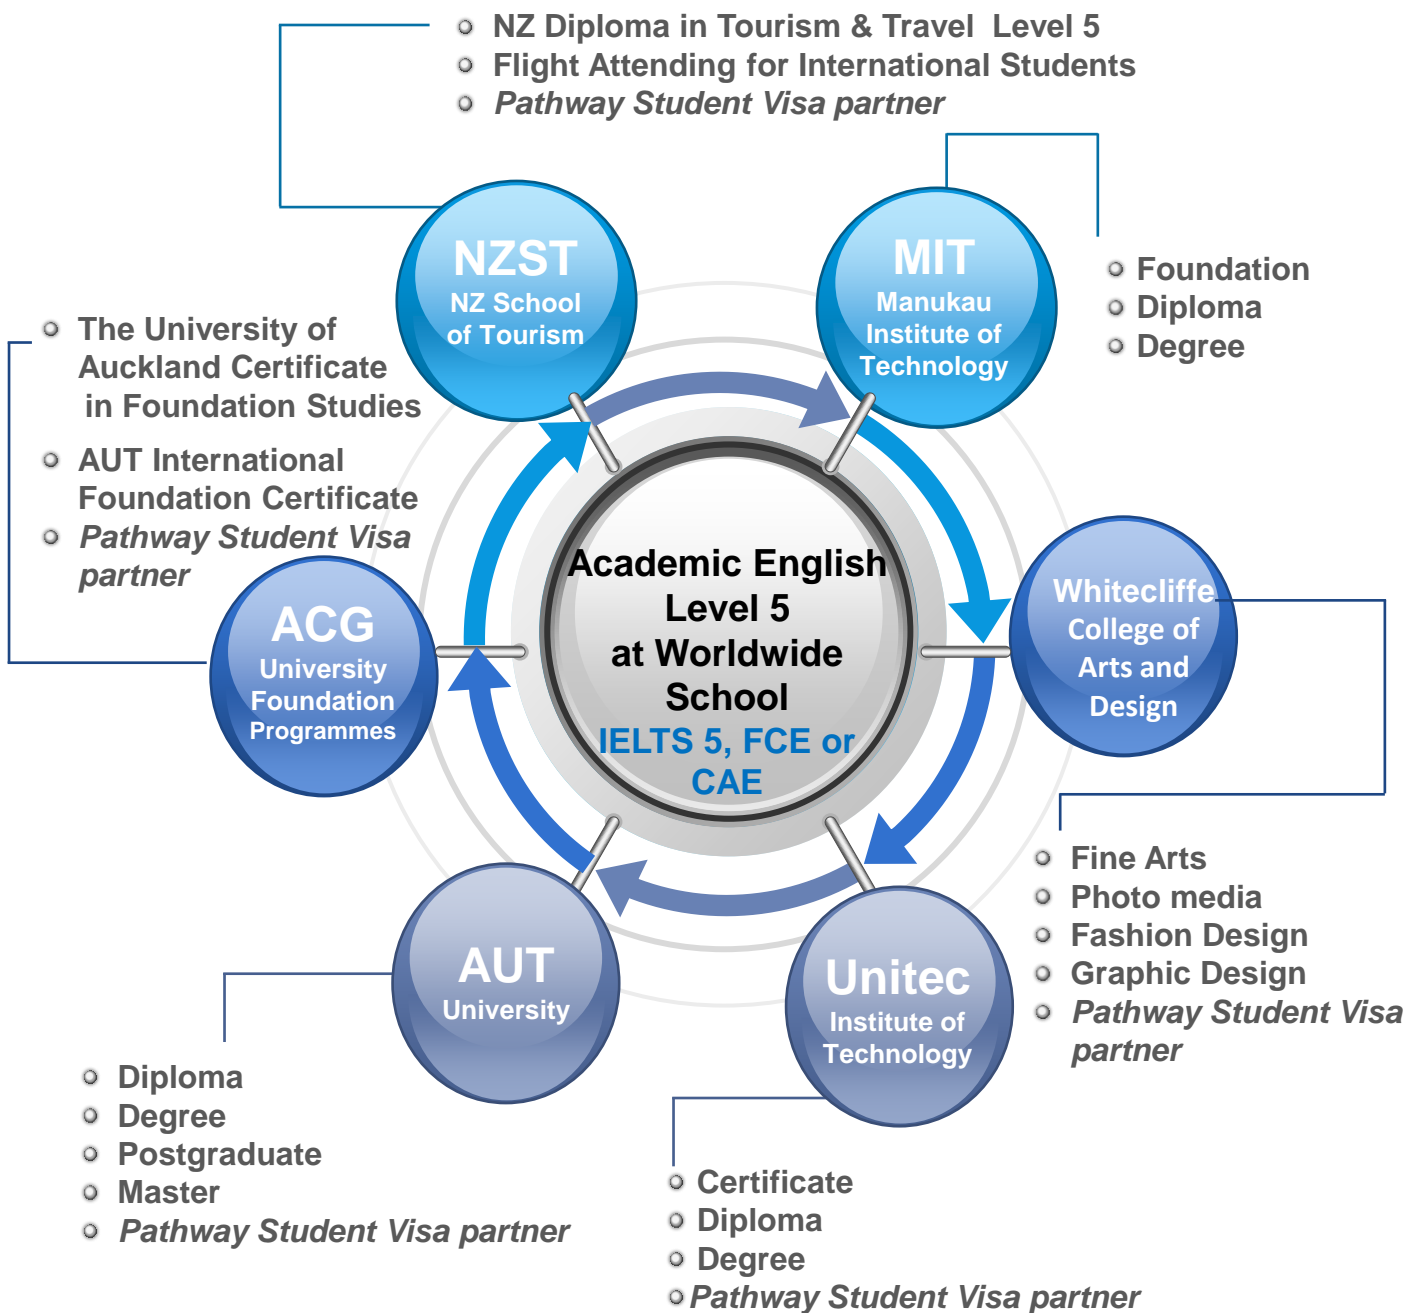 NZ Diploma in Tourism & Travel Level 5
Flight Attending for International Students
Pathway Student Visa partner
NZST
NZ School
of Tourism
MIT
Manukau
Institute of
Technology
Foundation
Diploma
Degree
The University of
Auckland Certificate
in Foundation Studies
AUT International
Foundation Certificate
Pathway Student Visa
partner
ACG
University
Foundation
Programmes
Academic English
Level 5
at Worldwide
School
IELTS 5, FCE or
CAE
Whitecliffe
College of
Arts and
Design
Fine Arts
Photo media
Fashion Design
Graphic Design
Pathway Student Visa
partner
AUT
University
Unitec
Institute of
Technology
Diploma
Degree
Postgraduate
Master
Pathway Student Visa partner
Certificate
Diploma
Degree
Pathway Student Visa partner